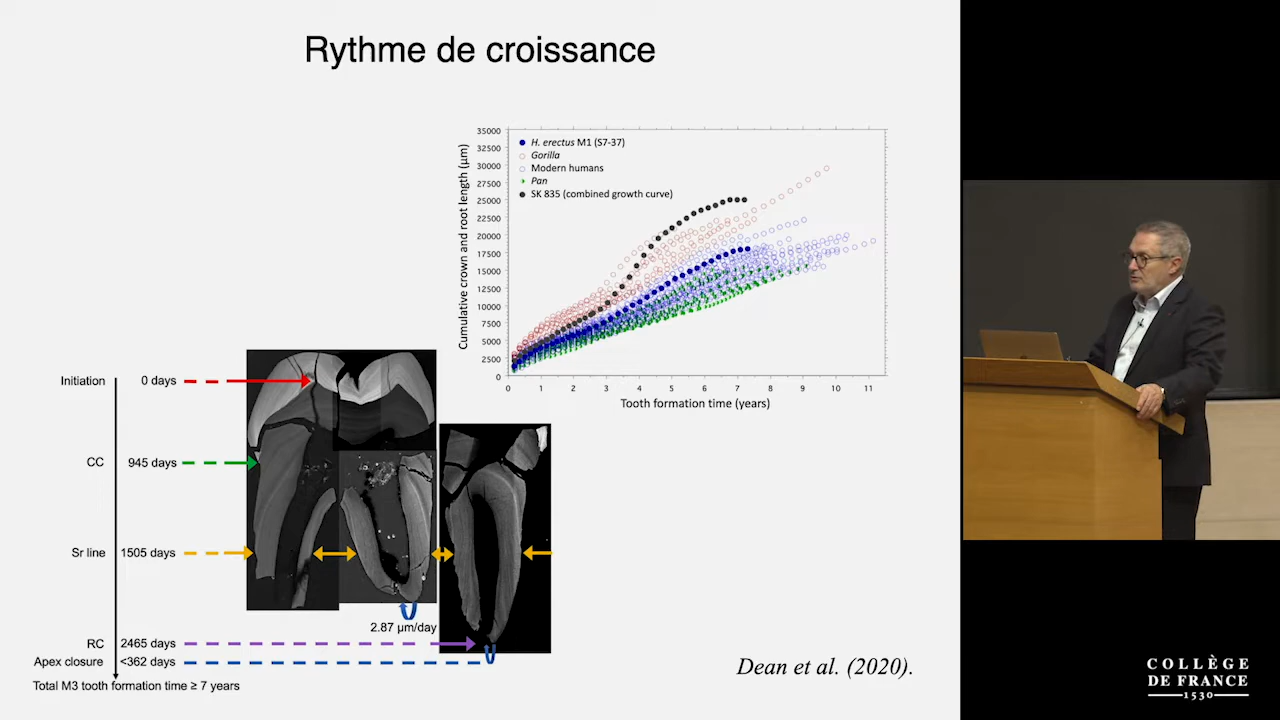 Rythme de croissance
35000
32500
30000
27500
25000
22500
20000
17500
15000
12500
10000
7500
5000
2500
0
Cumulative crown and root length (µm)
H. erectus M1 (S7-37)
Gorilla
Modern humans
Pan
SK 835 (combined growth curve)
0 1 2 3 4 5 6 7 8 9 10 11
Tooth formation time (years)
Initiation 0 days
CC 945 days
Sr line 1505 days
2.87 µm/day
RC 2465 days
Apex closure <362 days
Total M3 tooth formation time ≥ 7 years
Dean et al. (2020).
COLLÈGE
DE FRANCE
1530